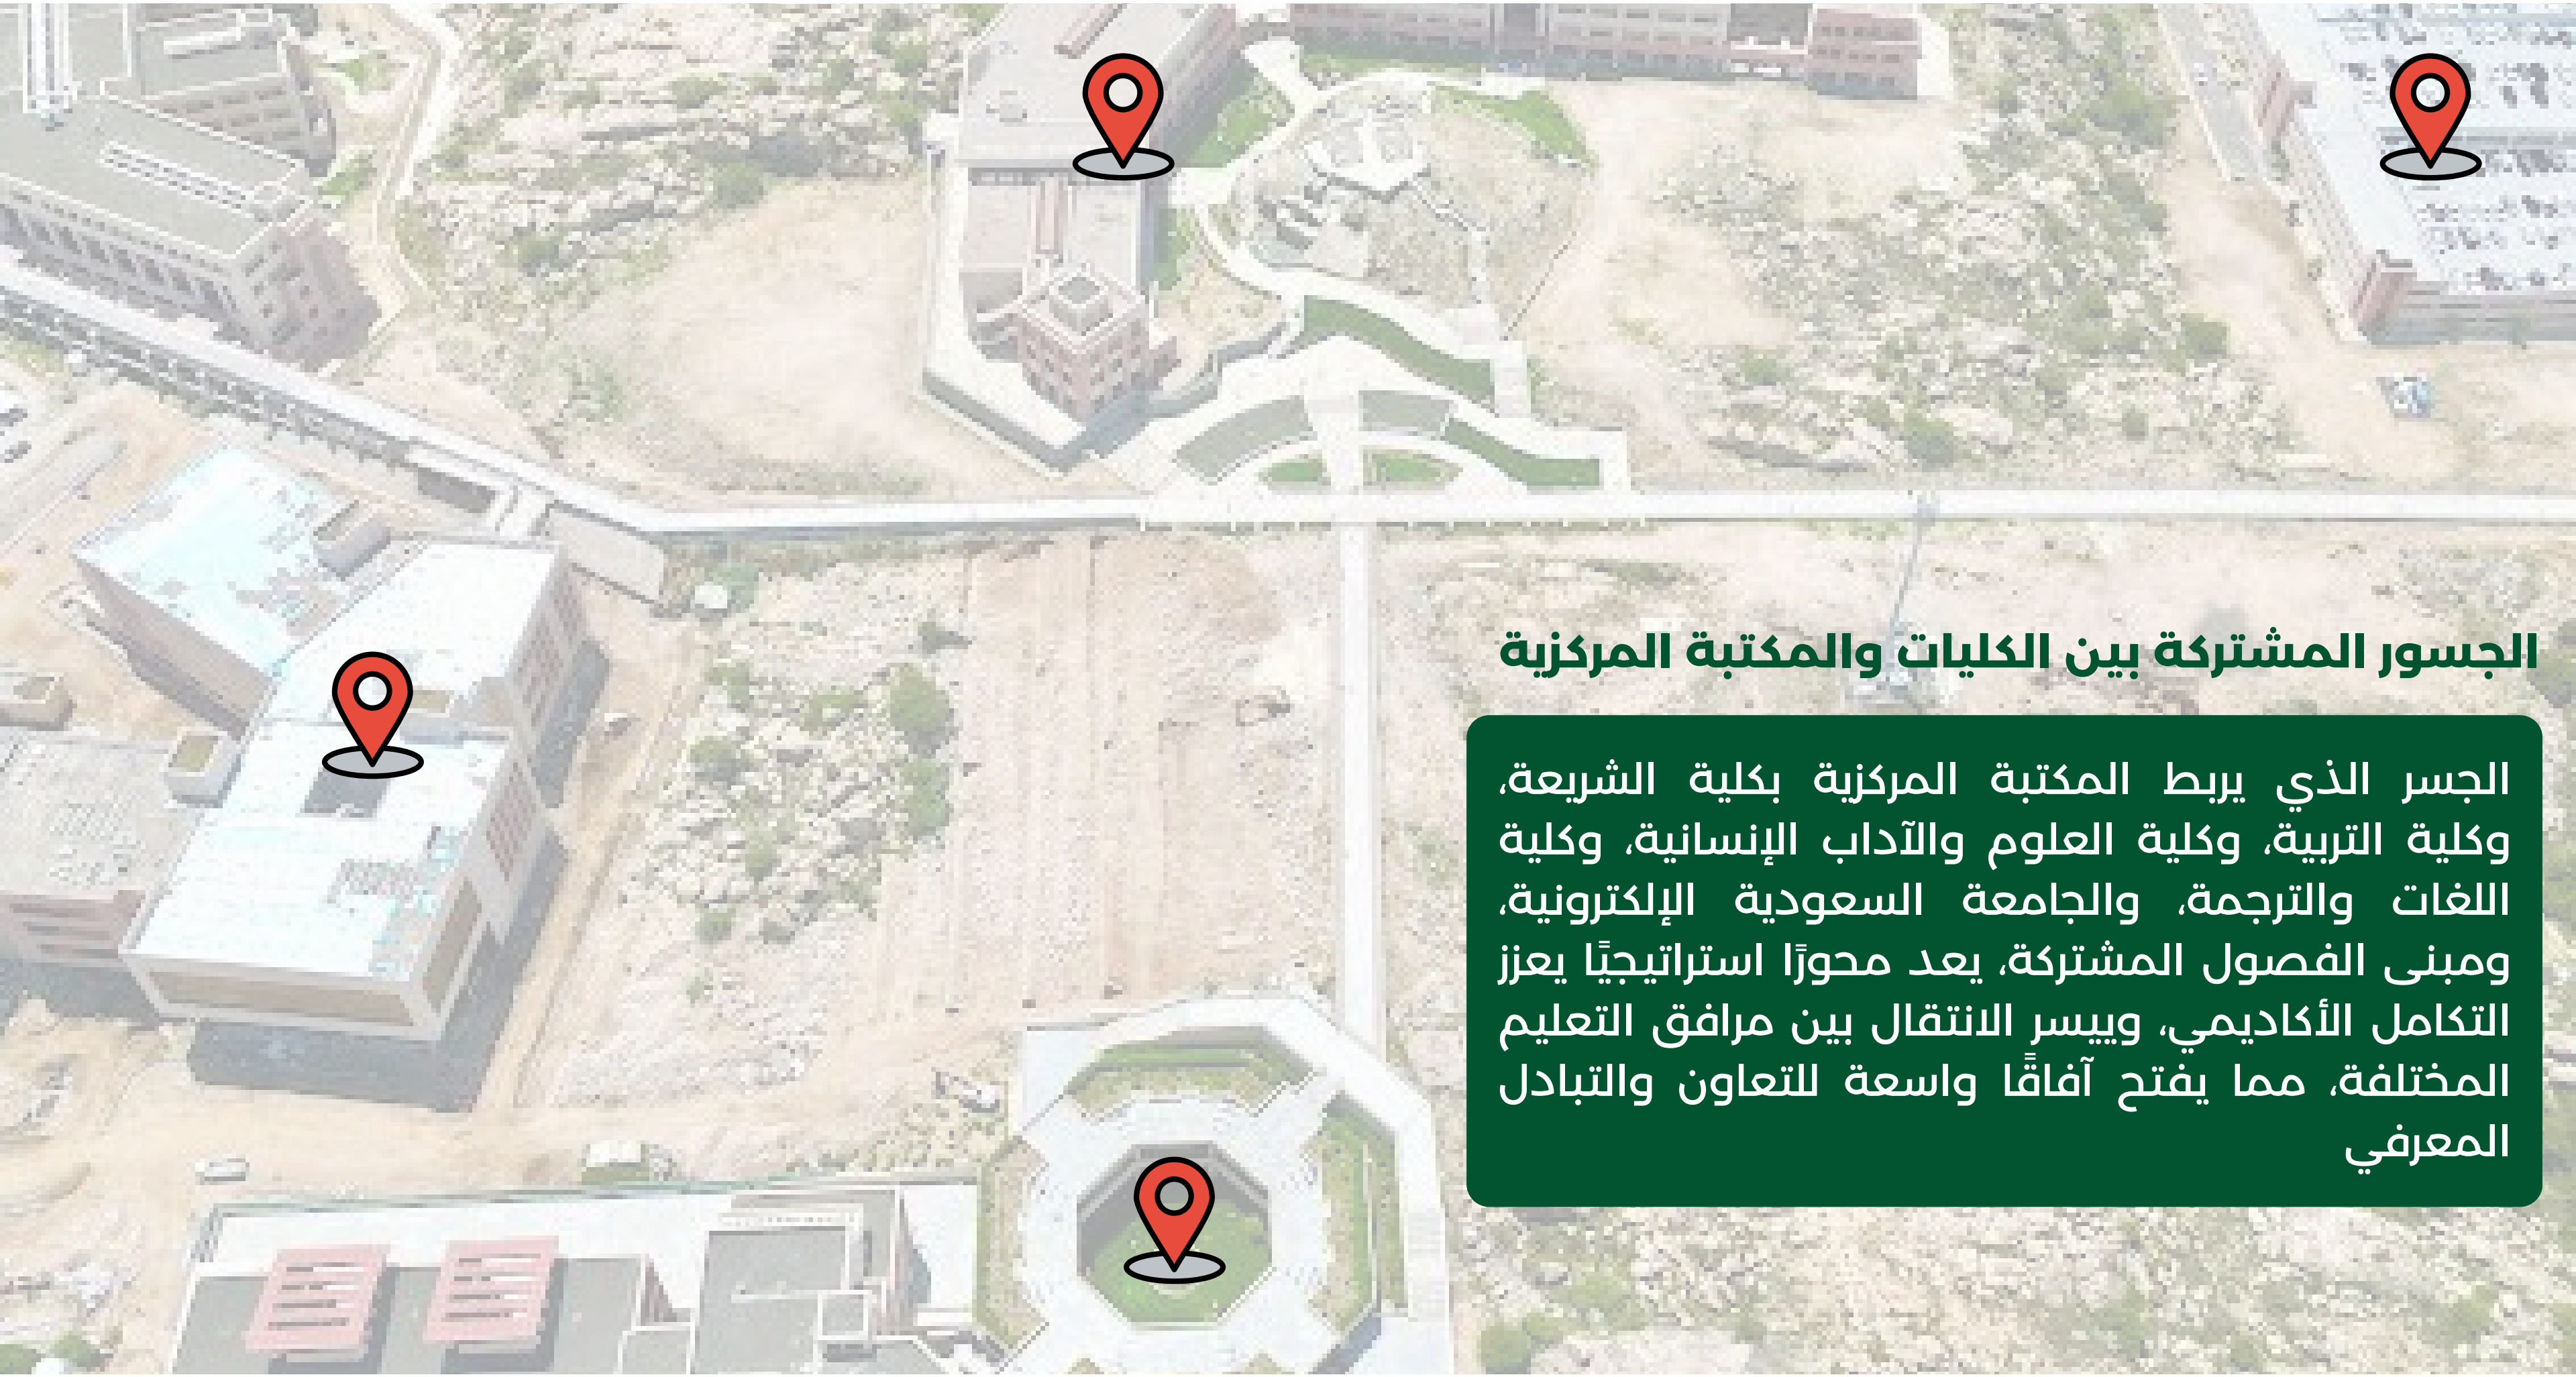 الجسور المشتركة بين الكليات والمكتبة المركزية
الجسر الذي يربط المكتبة المركزية بكلية الشريعة،
وكلية التربية، وكلية العلوم والآداب الإنسانية، وكلية
اللغات والترجمة، والجامعة السعودية الإلكترونية،
ومبنى الفصول المشتركة، يعد محورًا استراتيجيًا يعزز
التكامل الأكاديمي، وييسر الانتقال بين مرافق التعليم
المختلفة، مما يفتح آفاقًا واسعة للتعاون والتبادل
المعرفي